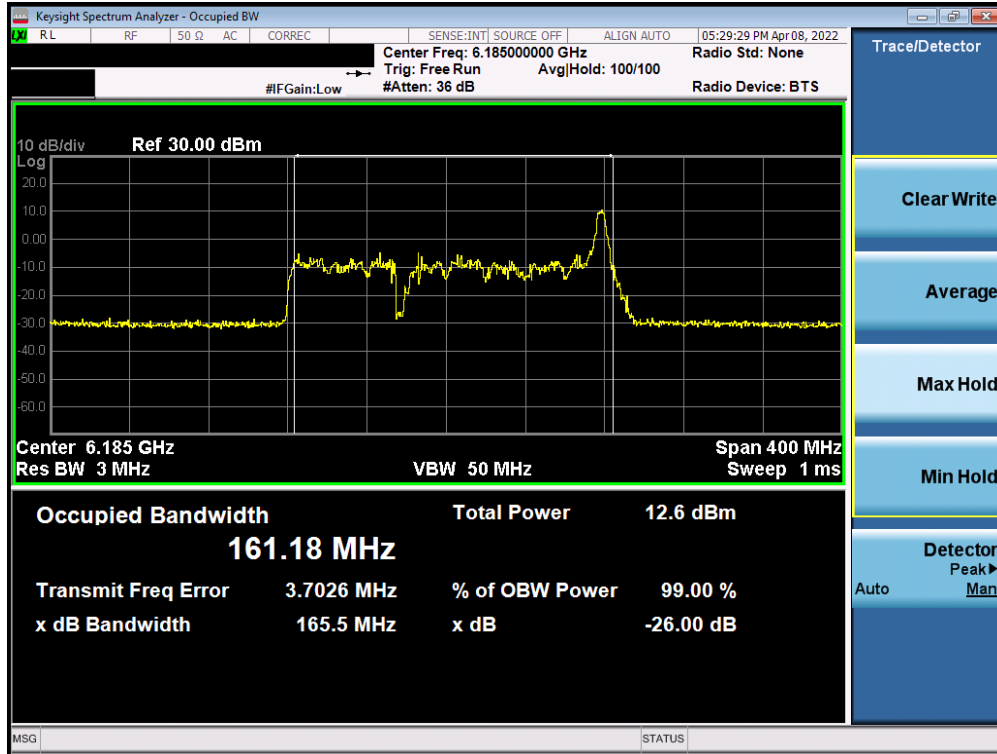 Keysight Spectrum Analyzer - Occupied BW
LXI RL RF 50 Ω AC CORREC SENSE:INT SOURCE OFF ALIGN AUTO 05:29:29 PM Apr 08, 2022
Center Freq: 6.185000000 GHz Radio Std: None
Trig: Free Run Avg|Hold: 100/100
#IFGain:Low #Atten: 36 dB Radio Device: BTS
Trace/Detector
10 dB/div Ref 30.00 dBm
Log
20.0
10.0
0.00
-10.0
-20.0
-30.0
-40.0
-50.0
-60.0
Center 6.185 GHz Span 400 MHz
Res BW 3 MHz VBW 50 MHz Sweep 1 ms
Occupied Bandwidth Total Power 12.6 dBm
161.18 MHz
Transmit Freq Error 3.7026 MHz % of OBW Power 99.00 %
x dB Bandwidth 165.5 MHz x dB -26.00 dB
Clear Write
Average
Max Hold
Min Hold
Detector
Peak▶
Auto Man
MSG STATUS